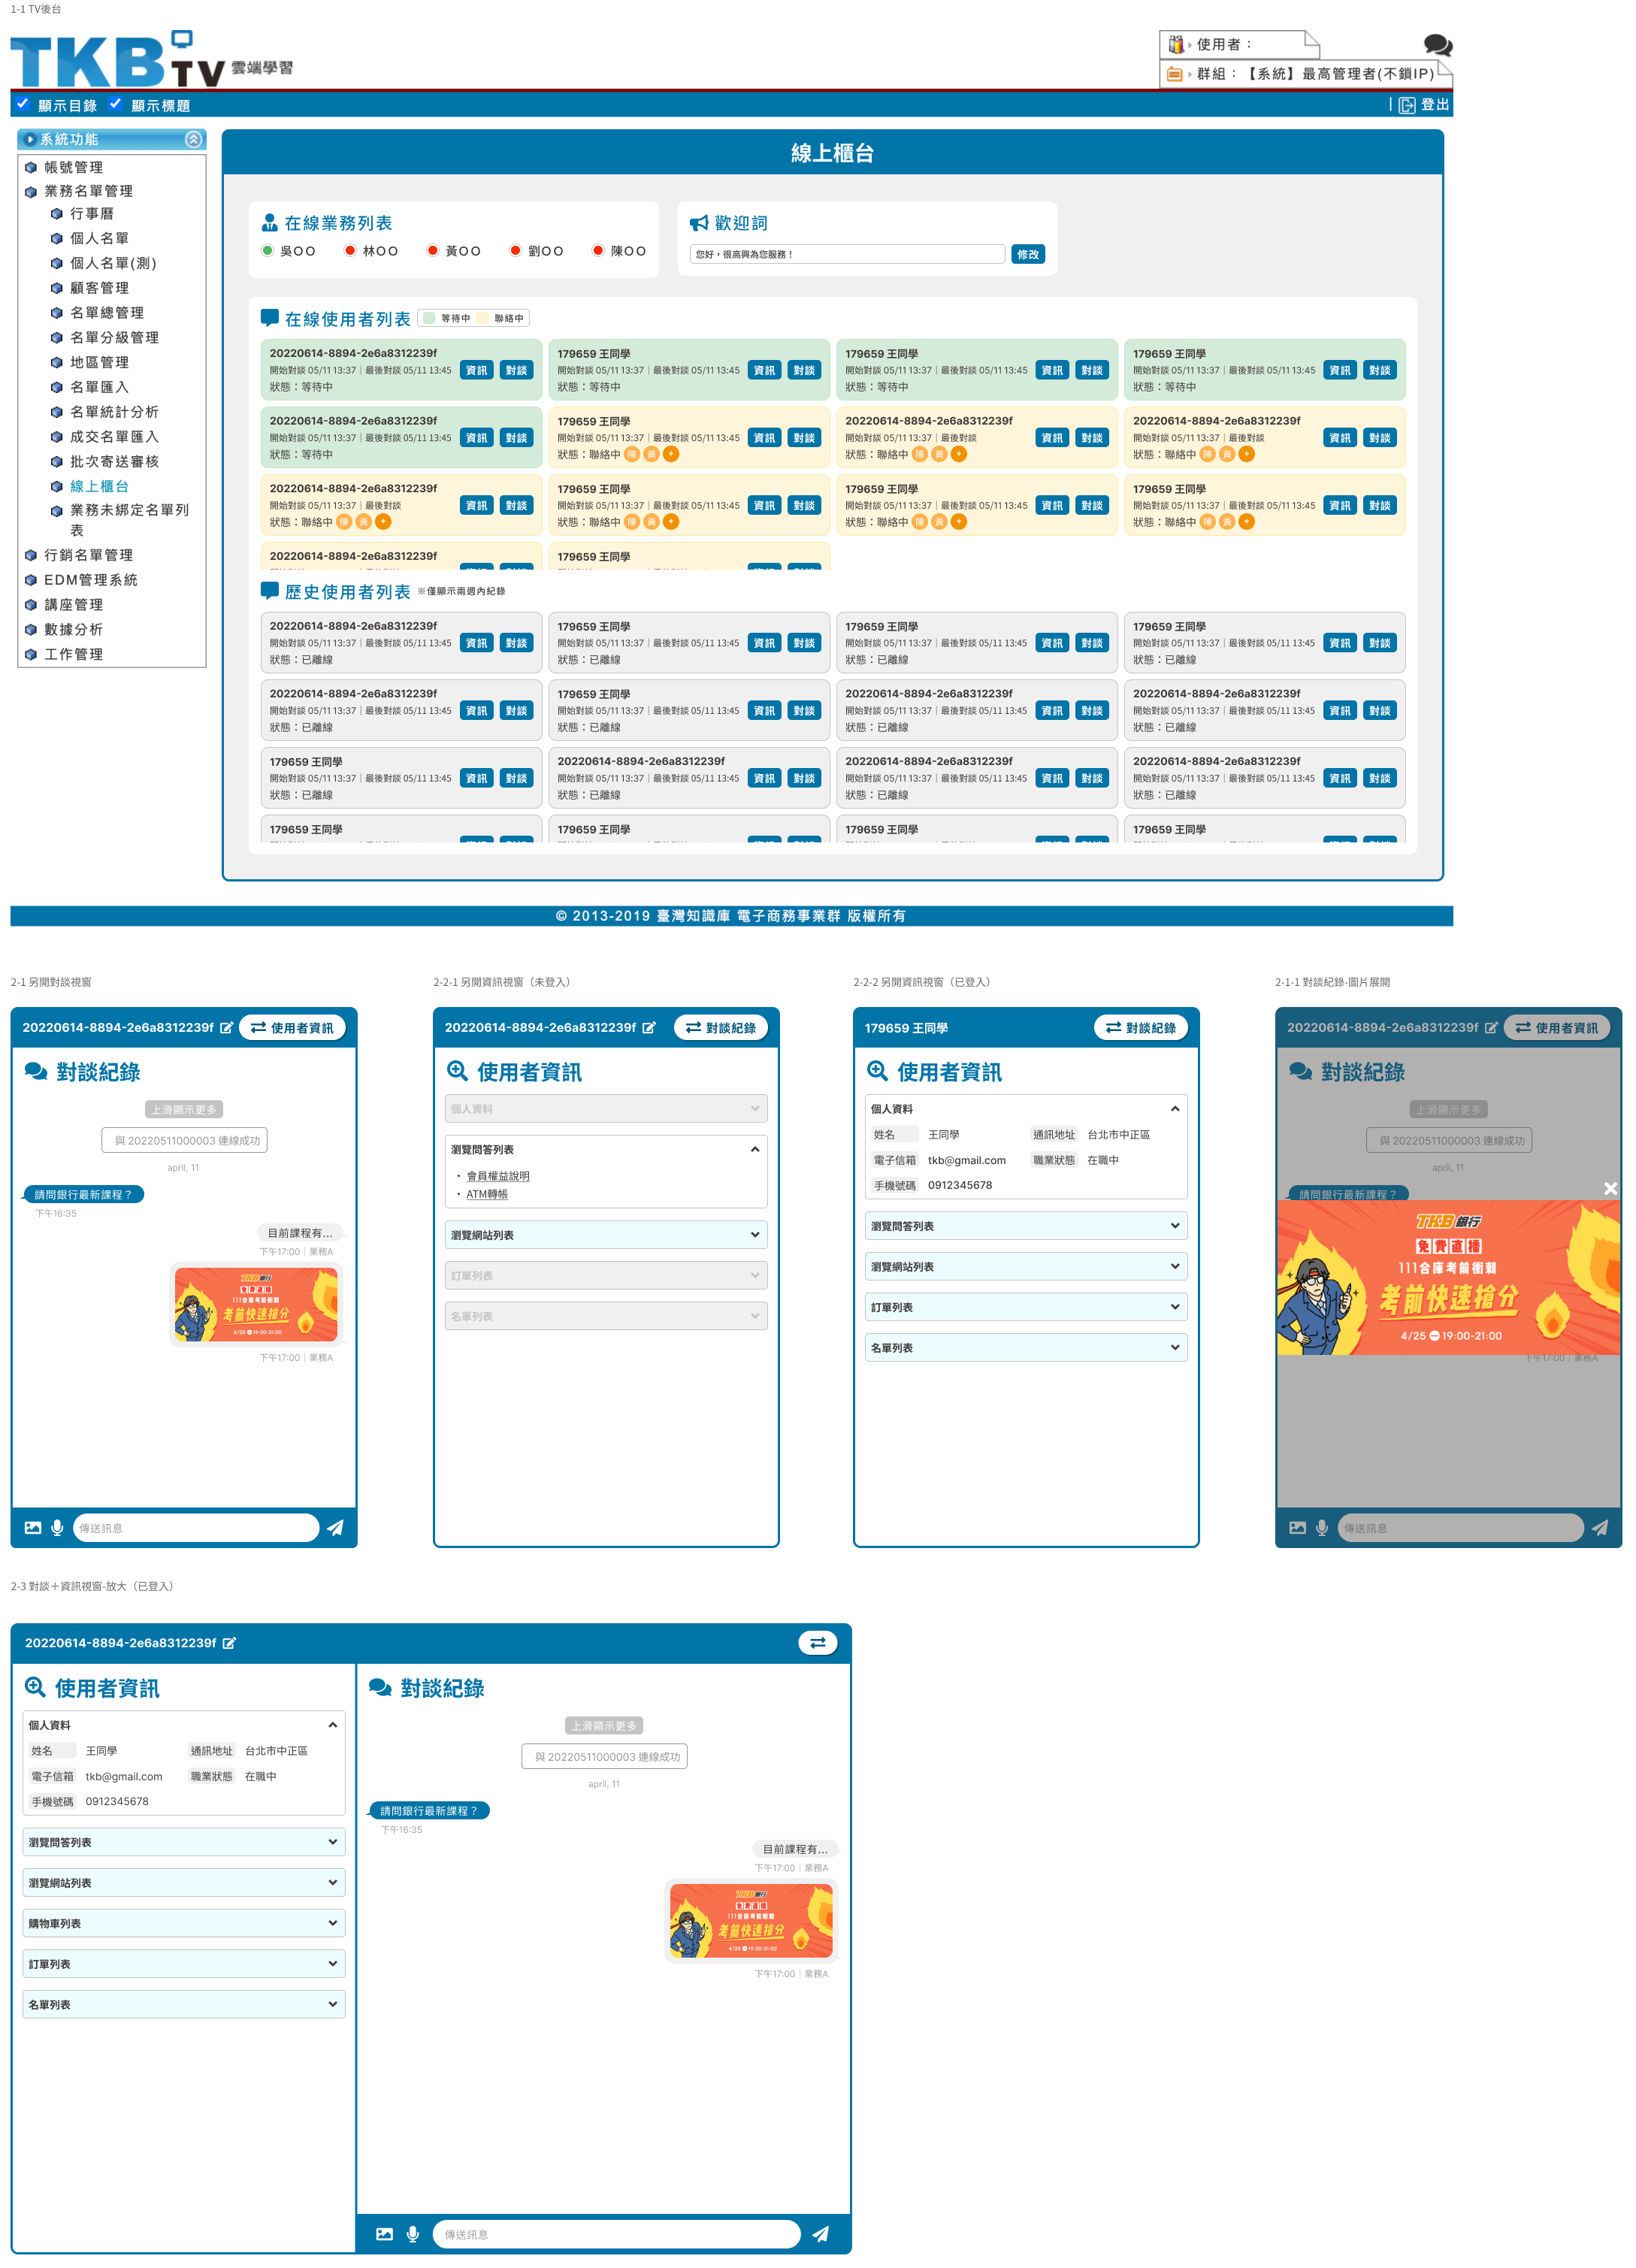 1-1 TV後台
TKB TV 雲端學習
使用者：
群組：【系統】最高管理者(不鎖IP)
顯示目錄 顯示標題
登出
系統功能
帳號管理
業務名單管理
行事曆
個人名單
個人名單(測)
顧客管理
名單總管理
名單分級管理
地區管理
名單匯入
名單統計分析
成交名單匯入
批次寄送審核
線上櫃台
業務未綁定名單列
表
行銷名單管理
EDM管理系統
講座管理
數據分析
工作管理
線上櫃台
在線業務列表
吳OO 林OO 黃OO 劉OO 陳OO
歡迎詞
您好，很高興為您服務！ 修改
在線使用者列表 等待中 聯絡中
20220614-8894-2e6a8312239f
開始對談 05/11 13:37｜最後對談 05/11 13:45 資訊 對談
狀態：等待中
179659 王同學
開始對談 05/11 13:37｜最後對談 05/11 13:45 資訊 對談
狀態：等待中
179659 王同學
開始對談 05/11 13:37｜最後對談 05/11 13:45 資訊 對談
狀態：等待中
179659 王同學
開始對談 05/11 13:37｜最後對談 05/11 13:45 資訊 對談
狀態：等待中
20220614-8894-2e6a8312239f
開始對談 05/11 13:37｜最後對談 05/11 13:45 資訊 對談
狀態：等待中
179659 王同學
開始對談 05/11 13:37｜最後對談 05/11 13:45 資訊 對談
狀態：聯絡中 陳 黃 +
20220614-8894-2e6a8312239f
開始對談 05/11 13:37｜最後對談 資訊 對談
狀態：聯絡中 陳 黃 +
20220614-8894-2e6a8312239f
開始對談 05/11 13:37｜最後對談 資訊 對談
狀態：聯絡中 陳 黃 +
20220614-8894-2e6a8312239f
開始對談 05/11 13:37｜最後對談 資訊 對談
狀態：聯絡中 陳 黃 +
179659 王同學
開始對談 05/11 13:37｜最後對談 05/11 13:45 資訊 對談
狀態：聯絡中 陳 黃 +
179659 王同學
開始對談 05/11 13:37｜最後對談 05/11 13:45 資訊 對談
狀態：聯絡中 陳 黃 +
179659 王同學
開始對談 05/11 13:37｜最後對談 05/11 13:45 資訊 對談
狀態：聯絡中 陳 黃 +
20220614-8894-2e6a8312239f
179659 王同學
歷史使用者列表 ※僅顯示兩週內紀錄
20220614-8894-2e6a8312239f
開始對談 05/11 13:37｜最後對談 05/11 13:45 資訊 對談
狀態：已離線
179659 王同學
開始對談 05/11 13:37｜最後對談 05/11 13:45 資訊 對談
狀態：已離線
179659 王同學
開始對談 05/11 13:37｜最後對談 05/11 13:45 資訊 對談
狀態：已離線
179659 王同學
開始對談 05/11 13:37｜最後對談 05/11 13:45 資訊 對談
狀態：已離線
20220614-8894-2e6a8312239f
開始對談 05/11 13:37｜最後對談 05/11 13:45 資訊 對談
狀態：已離線
179659 王同學
開始對談 05/11 13:37｜最後對談 05/11 13:45 資訊 對談
狀態：已離線
20220614-8894-2e6a8312239f
開始對談 05/11 13:37｜最後對談 05/11 13:45 資訊 對談
狀態：已離線
20220614-8894-2e6a8312239f
開始對談 05/11 13:37｜最後對談 05/11 13:45 資訊 對談
狀態：已離線
179659 王同學
開始對談 05/11 13:37｜最後對談 05/11 13:45 資訊 對談
狀態：已離線
20220614-8894-2e6a8312239f
開始對談 05/11 13:37｜最後對談 05/11 13:45 資訊 對談
狀態：已離線
20220614-8894-2e6a8312239f
開始對談 05/11 13:37｜最後對談 05/11 13:45 資訊 對談
狀態：已離線
20220614-8894-2e6a8312239f
開始對談 05/11 13:37｜最後對談 05/11 13:45 資訊 對談
狀態：已離線
179659 王同學
179659 王同學
179659 王同學
179659 王同學
© 2013-2019 臺灣知識庫 電子商務事業群 版權所有
2-1 另開對談視窗
20220614-8894-2e6a8312239f 使用者資訊
對談紀錄
上滑顯示更多
與 20220511000003 連線成功
april, 11
請問銀行最新課程？
下午16:35
目前課程有...
下午17:00｜業務A
TKB 銀行
免費直播
111合庫考前衝刺
考前快速搶分
4/25 19:00-21:00
下午17:00｜業務A
傳送訊息
2-2-1 另開資訊視窗（未登入）
20220614-8894-2e6a8312239f 對談紀錄
使用者資訊
個人資料
瀏覽問答列表
・ 會員權益說明
・ ATM轉帳
瀏覽網站列表
訂單列表
名單列表
2-2-2 另開資訊視窗（已登入）
179659 王同學 對談紀錄
使用者資訊
個人資料
姓名 王同學 通訊地址 台北市中正區
電子信箱 tkb@gmail.com 職業狀態 在職中
手機號碼 0912345678
瀏覽問答列表
瀏覽網站列表
訂單列表
名單列表
2-1-1 對談紀錄-圖片展開
20220614-8894-2e6a8312239f 使用者資訊
對談紀錄
上滑顯示更多
與 20220511000003 連線成功
april, 11
請問銀行最新課程？
TKB 銀行
免費直播
111合庫考前衝刺
考前快速搶分
4/25 19:00-21:00
下午17:00｜業務A
傳送訊息
2-3 對談＋資訊視窗-放大（已登入）
20220614-8894-2e6a8312239f
使用者資訊
個人資料
姓名 王同學 通訊地址 台北市中正區
電子信箱 tkb@gmail.com 職業狀態 在職中
手機號碼 0912345678
瀏覽問答列表
瀏覽網站列表
購物車列表
訂單列表
名單列表
對談紀錄
上滑顯示更多
與 20220511000003 連線成功
april, 11
請問銀行最新課程？
下午16:35
目前課程有...
下午17:00｜業務A
TKB 銀行
免費直播
111合庫考前衝刺
考前快速搶分
4/25 19:00-21:00
下午17:00｜業務A
傳送訊息